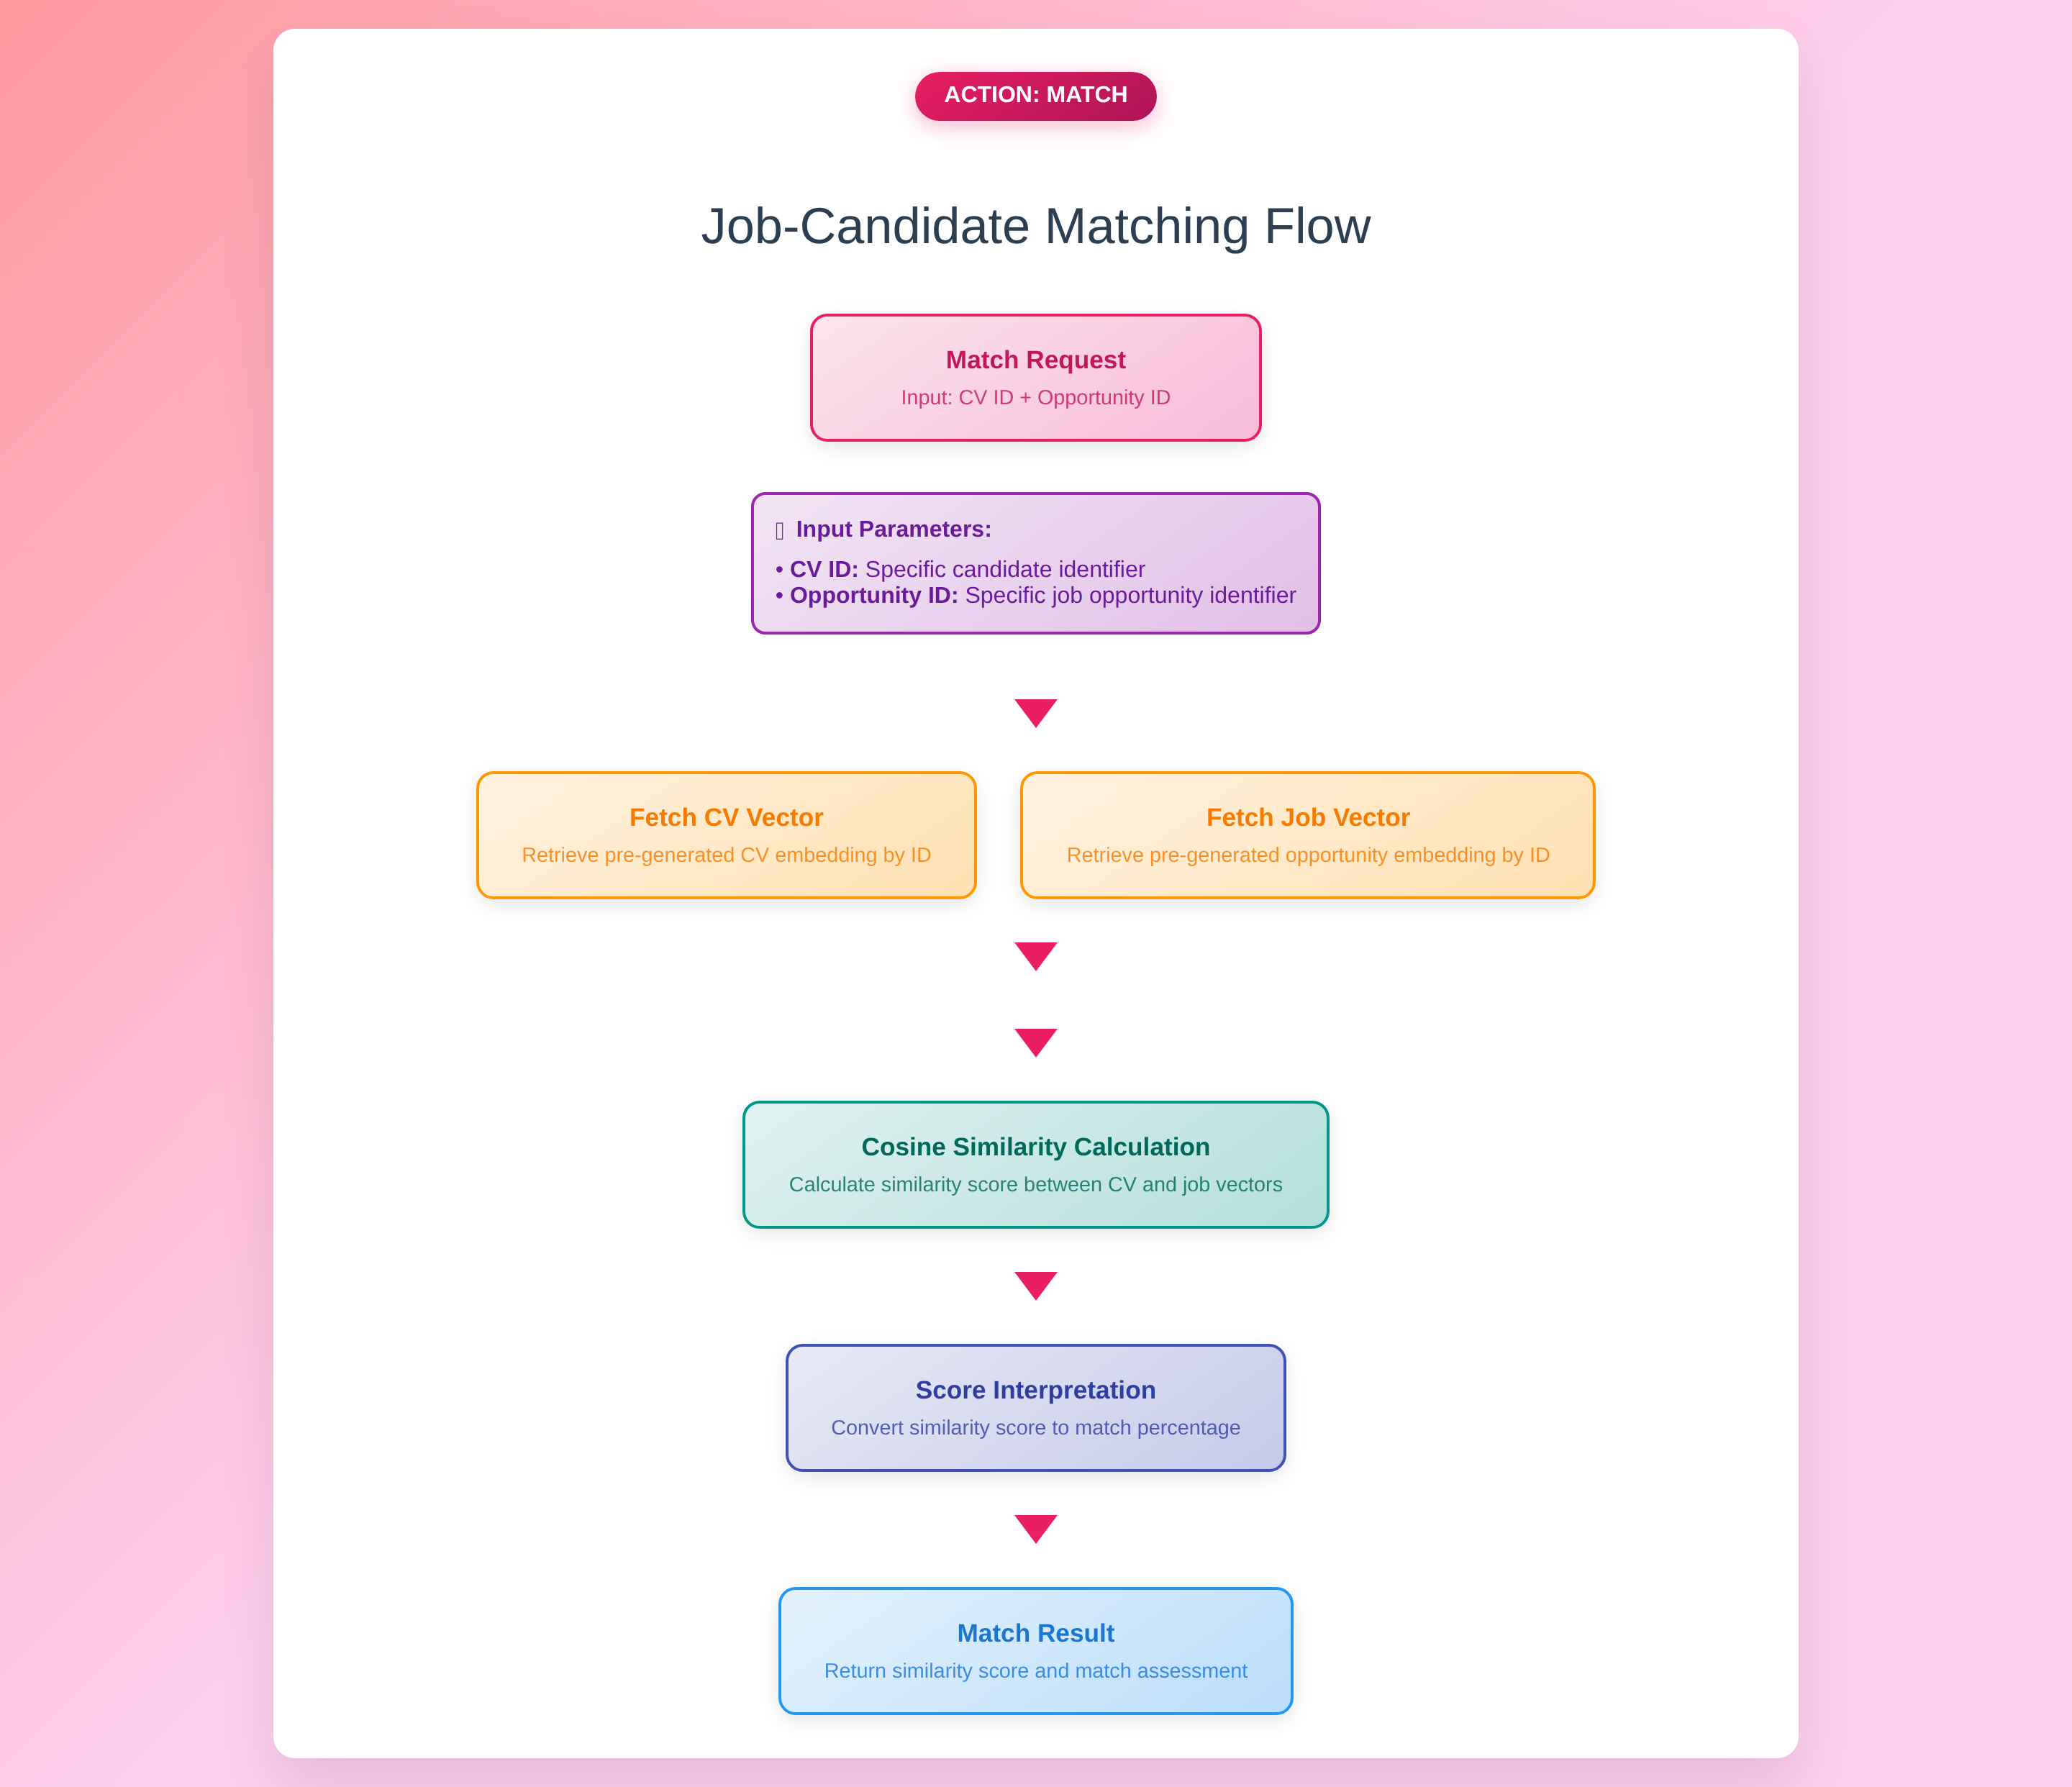 ACTION: MATCH
Job-Candidate Matching Flow
Match Request
Input: CV ID + Opportunity ID
Input Parameters:
• CV ID: Specific candidate identifier
• Opportunity ID: Specific job opportunity identifier
Fetch CV Vector
Retrieve pre-generated CV embedding by ID
Fetch Job Vector
Retrieve pre-generated opportunity embedding by ID
Cosine Similarity Calculation
Calculate similarity score between CV and job vectors
Score Interpretation
Convert similarity score to match percentage
Match Result
Return similarity score and match assessment